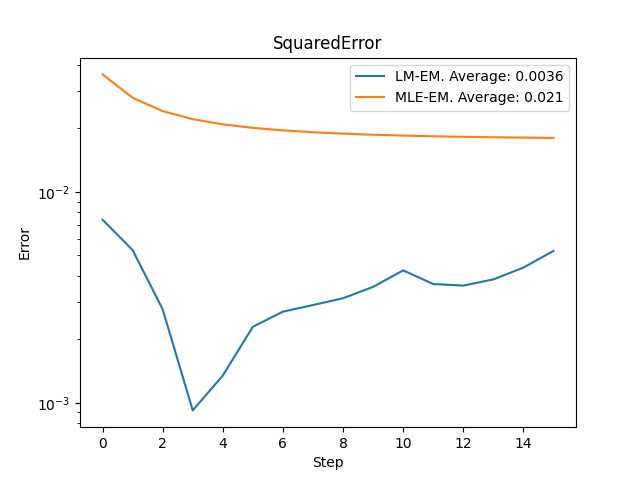 SquaredError
LM-EM. Average: 0.0036
MLE-EM. Average: 0.021
Error
10⁻²
10⁻³
0 2 4 6 8 10 12 14
Step